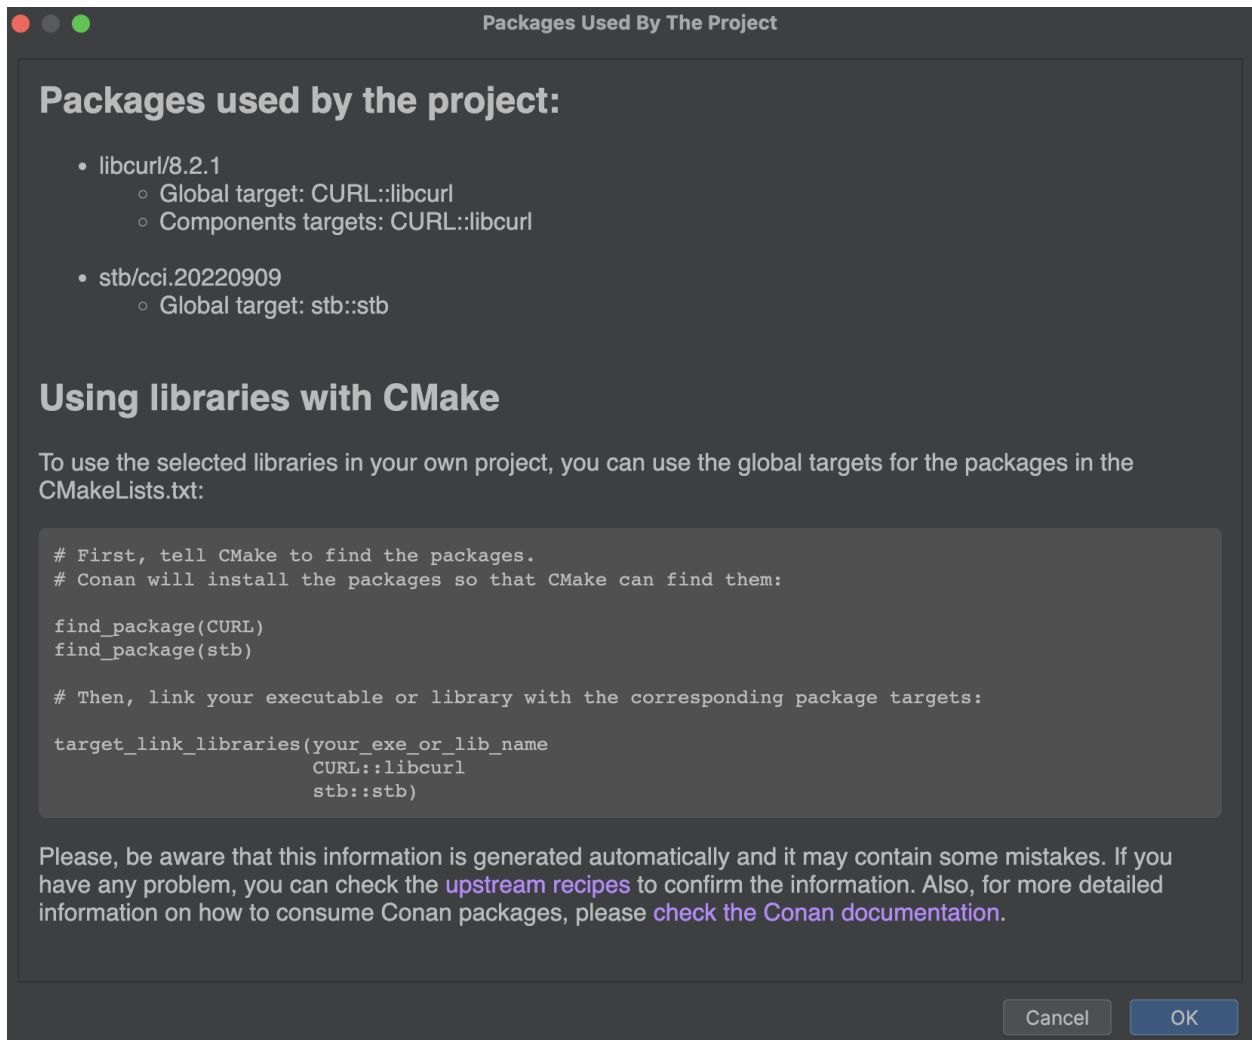 Packages Used By The Project
Packages used by the project:
• libcurl/8.2.1
◦ Global target: CURL::libcurl
◦ Components targets: CURL::libcurl
• stb/cci.20220909
◦ Global target: stb::stb
Using libraries with CMake
To use the selected libraries in your own project, you can use the global targets for the packages in the
CMakeLists.txt:
# First, tell CMake to find the packages.
# Conan will install the packages so that CMake can find them:
find_package(CURL)
find_package(stb)
# Then, link your executable or library with the corresponding package targets:
target_link_libraries(your_exe_or_lib_name
CURL::libcurl
stb::stb)
Please, be aware that this information is generated automatically and it may contain some mistakes. If you
have any problem, you can check the upstream recipes to confirm the information. Also, for more detailed
information on how to consume Conan packages, please check the Conan documentation.
Cancel
OK